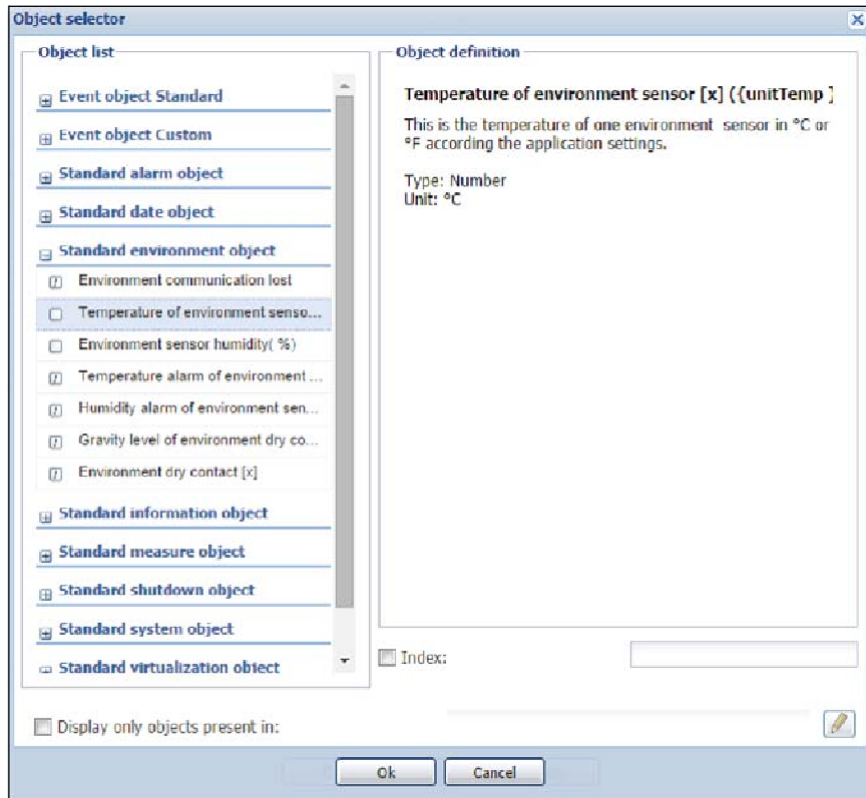 Object selector
Object list
Event object Standard
Event object Custom
Standard alarm object
Standard date object
Standard environment object
Environment communication lost
Temperature of environment senso...
Environment sensor humidity( %)
Temperature alarm of environment ...
Humidity alarm of environment sen...
Gravity level of environment dry co...
Environment dry contact [x]
Standard information object
Standard measure object
Standard shutdown object
Standard system object
Standard virtualization object
Object definition
Temperature of environment sensor [x] ({unitTemp }
This is the temperature of one environment sensor in °C or
°F according the application settings.
Type: Number
Unit: °C
Index:
Display only objects present in:
Ok
Cancel